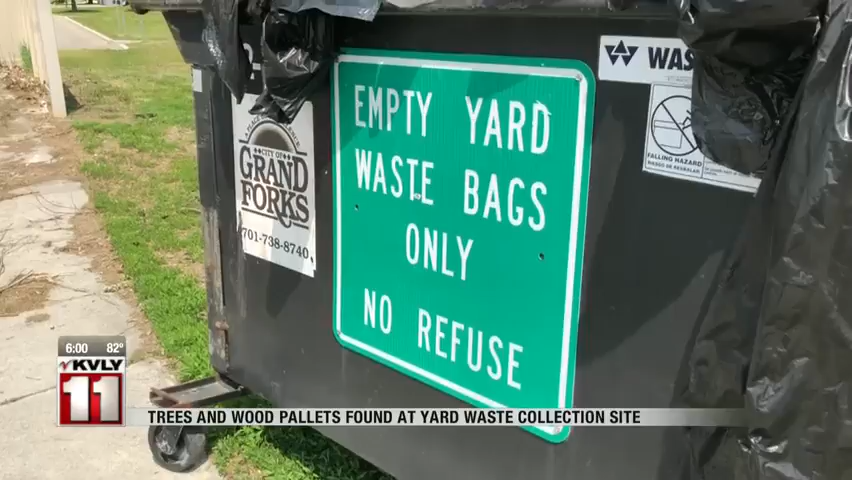 EMPTY YARD
WASTE BAGS
ONLY
NO REFUSE
CITY OF
GRAND
FORKS
701-738-8740
WAS
FALLING HAZARD
6:00 82°
KVLY
11
TREES AND WOOD PALLETS FOUND AT YARD WASTE COLLECTION SITE